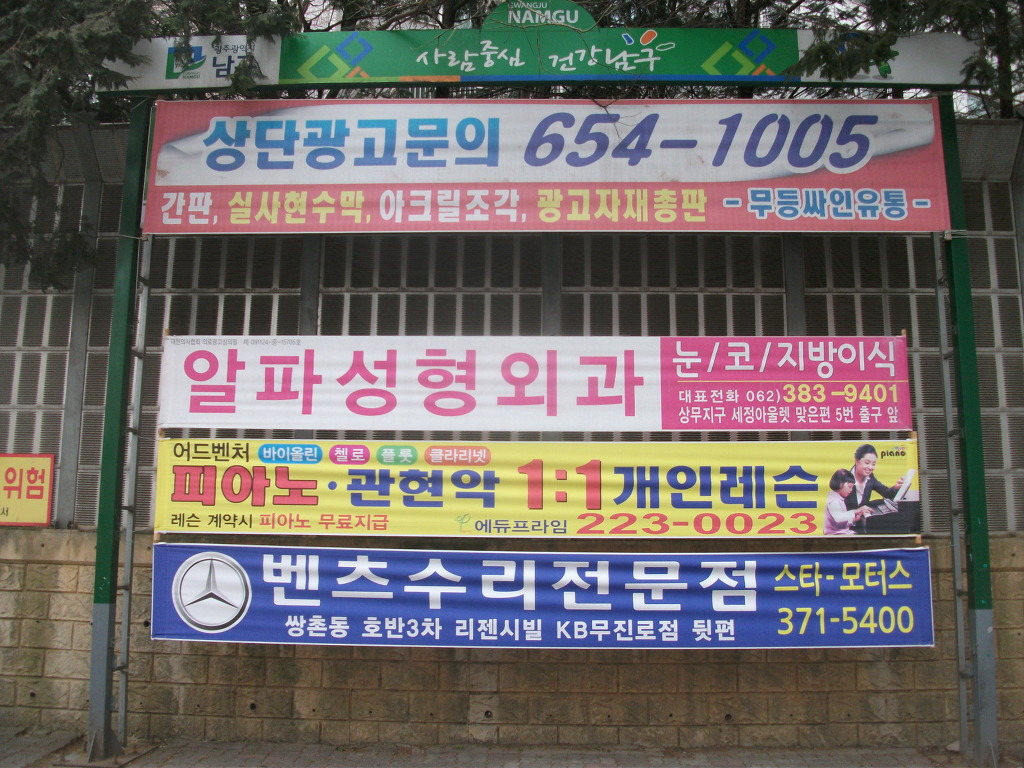 GWANGJU
NAMGU
광주광역시
남구
NAMGU
사람중심 건강남구
상단광고문의 654-1005
간판, 실사현수막, 아크릴조각, 광고자재총판 - 무등싸인유통 -
알파성형외과
눈/코/지방이식
대표전화 062)383-9401
상무지구 세정아울렛 맞은편 5번 출구 앞
어드벤처 바이올린 첼로 플룻 클라리넷
피아노·관현악 1:1 개인레슨
piano
레슨 계약시 피아노 무료지급 에듀프라임 223-0023
위험
벤츠수리전문점 스타-모터스
쌍촌동 호반3차 리젠시빌 KB무진로점 뒷편 371-5400